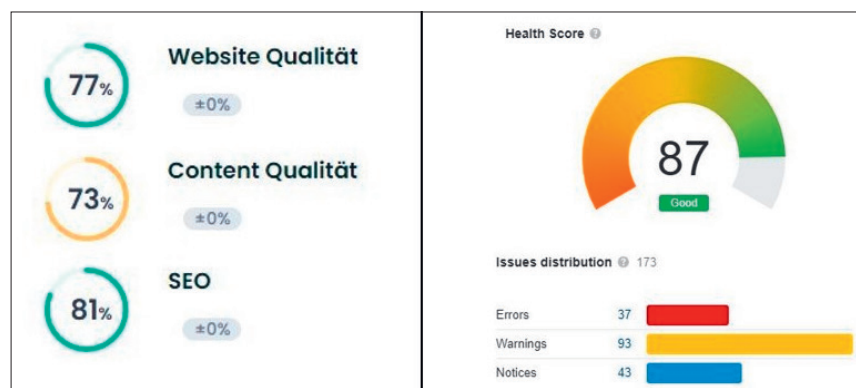 77%
Website Qualität
±0%
73%
Content Qualität
±0%
81%
SEO
±0%
Health Score ?
87
Good
Issues distribution ? 173
Errors 37
Warnings 93
Notices 43